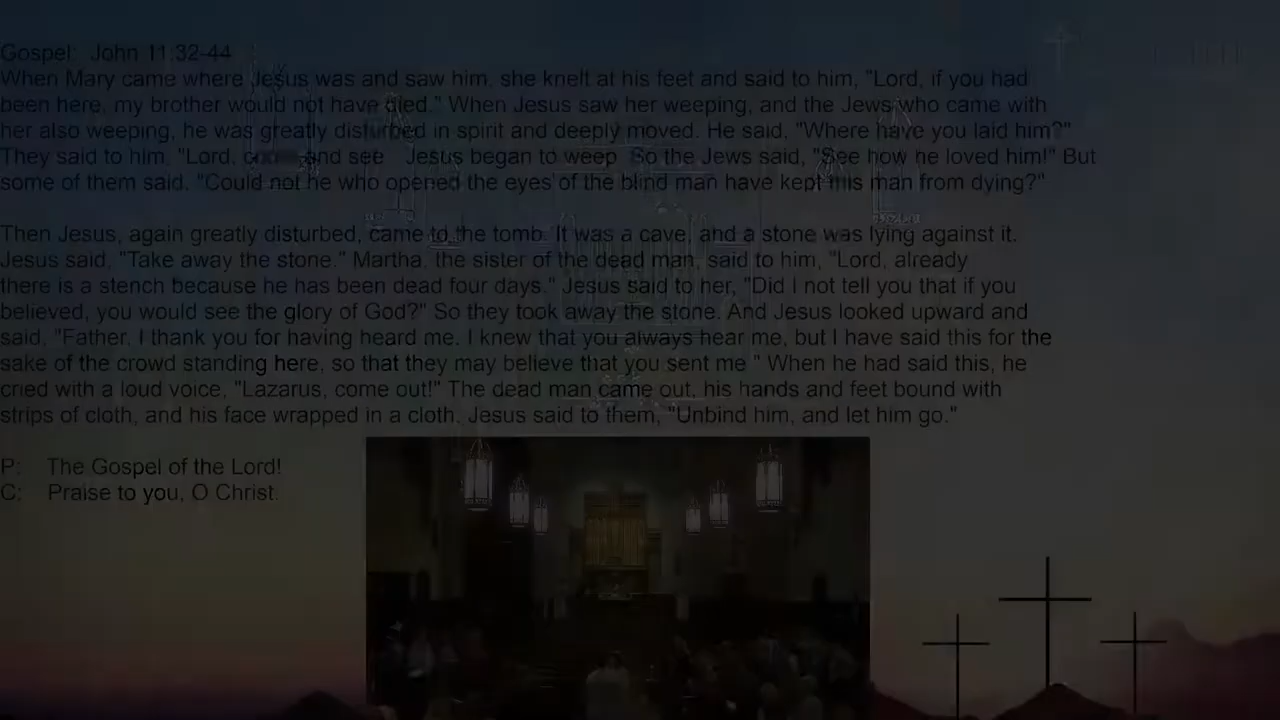 Gospel: John 11:32-44
When Mary came where Jesus was and saw him, she knelt at his feet and said to him, "Lord, if you had
been here, my brother would not have died." When Jesus saw her weeping, and the Jews who came with
her also weeping, he was greatly disturbed in spirit and deeply moved. He said, "Where have you laid him?"
They said to him, "Lord, come and see Jesus began to weep So the Jews said, "See how he loved him!" But
some of them said, "Could not he who opened the eyes of the blind man have kept this man from dying?"
Then Jesus, again greatly disturbed, came to the tomb. It was a cave, and a stone was lying against it.
Jesus said, "Take away the stone." Martha, the sister of the dead man, said to him, "Lord, already
there is a stench because he has been dead four days." Jesus said to her, "Did I not tell you that if you
believed, you would see the glory of God?" So they took away the stone. And Jesus looked upward and
said, "Father, I thank you for having heard me. I knew that you always hear me, but I have said this for the
sake of the crowd standing here, so that they may believe that you sent me." When he had said this, he
cried with a loud voice, "Lazarus, come out!" The dead man came out, his hands and feet bound with
strips of cloth, and his face wrapped in a cloth. Jesus said to them, "Unbind him, and let him go."
P: The Gospel of the Lord!
C: Praise to you, O Christ.